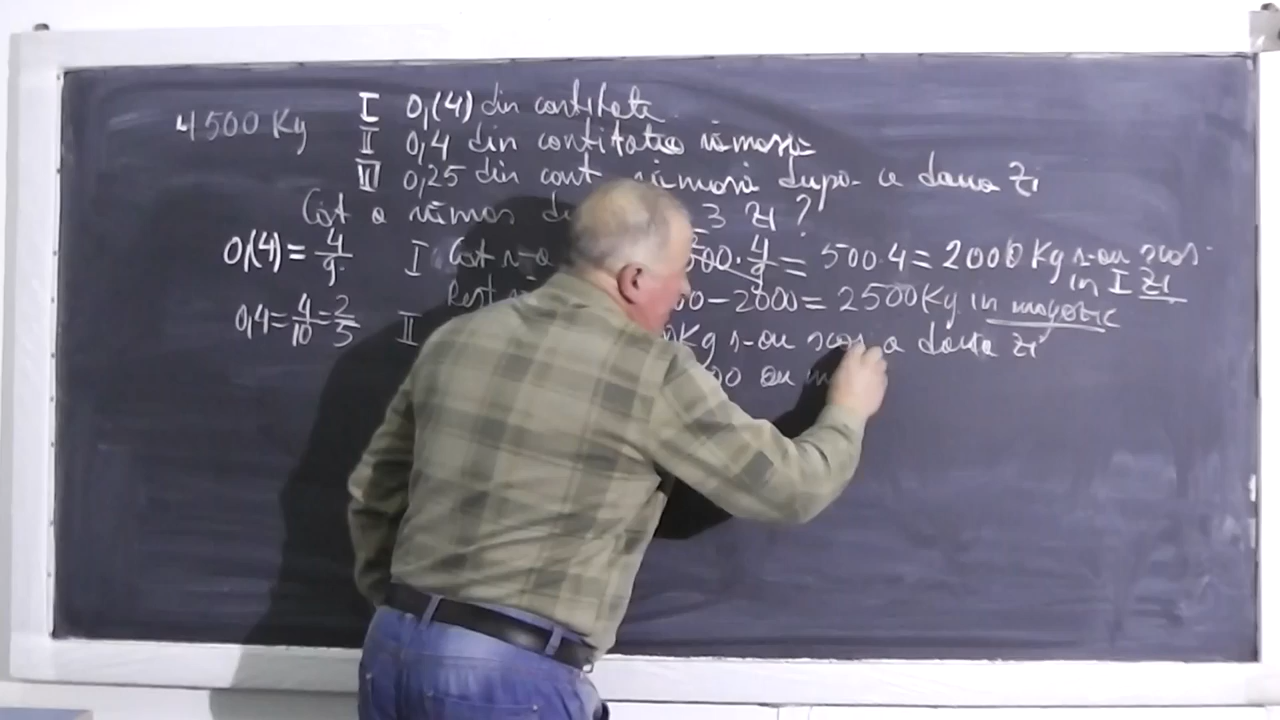 4500 Kg
I 0,(4) din cantitate
II 0,4 din cantitatea rămasă
III 0,25 din cant rămasă după a doua zi
Cât a rămas 3 zi ?
0,(4) = 4/9 I Cât s-a 500 · 4/9 = 500·4 = 2000 Kg s-au scos
in I zi
Rest 00 - 2000 = 2500 Kg in magazie
0,4 = 4/10 = 2/5 II Kg s-au scos a doua zi
00 au